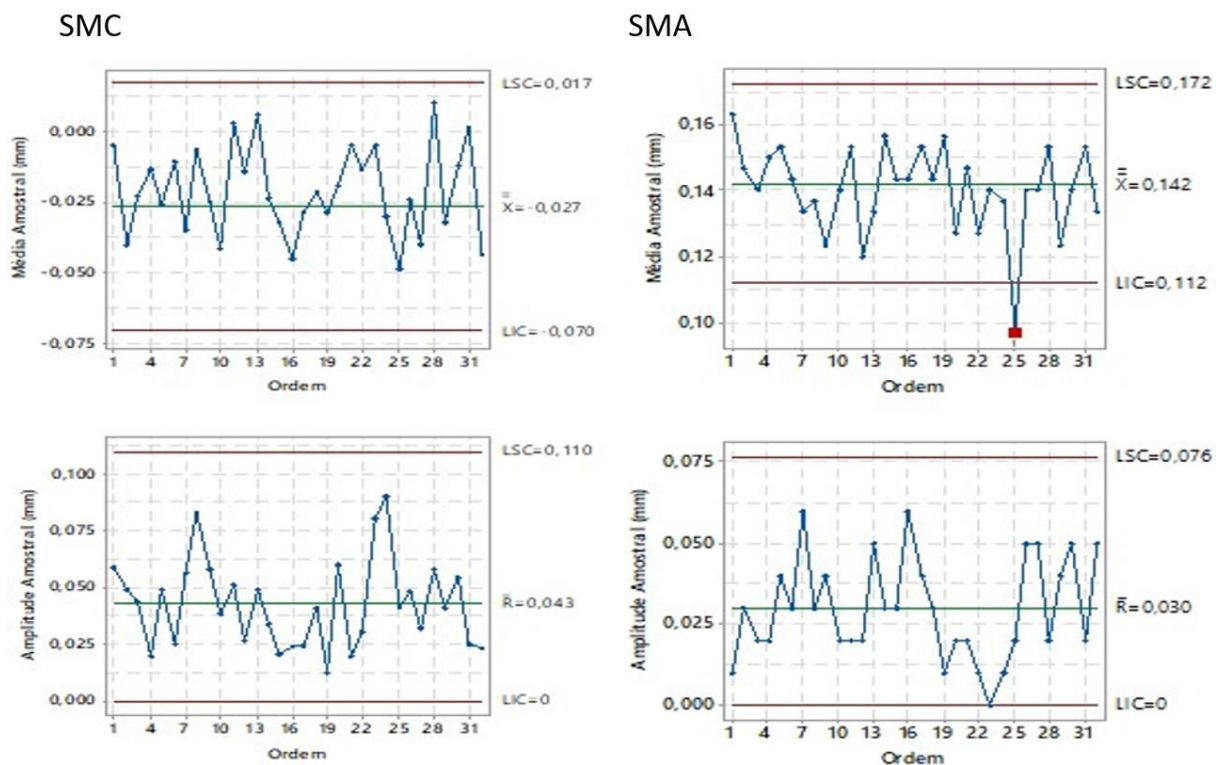 SMC
SMA
LSC=0,017
0,000
-0,025
X=-0,027
-0,050
LIC=-0,070
-0,075
Média Amostral (mm)
1 4 7 10 13 16 19 22 25 28 31
Ordem
LSC=0,172
0,16
X=0,142
0,14
0,12
LIC=0,112
0,10
Média Amostral (mm)
1 4 7 10 13 16 19 22 25 28 31
Ordem
LSC=0,110
0,100
0,075
0,050
R=0,043
0,025
0,000
LIC=0
Amplitude Amostral (mm)
1 4 7 10 13 16 19 22 25 28 31
Ordem
LSC=0,076
0,075
0,050
R=0,030
0,025
0,000
LIC=0
Amplitude Amostral (mm)
1 4 7 10 13 16 19 22 25 28 31
Ordem